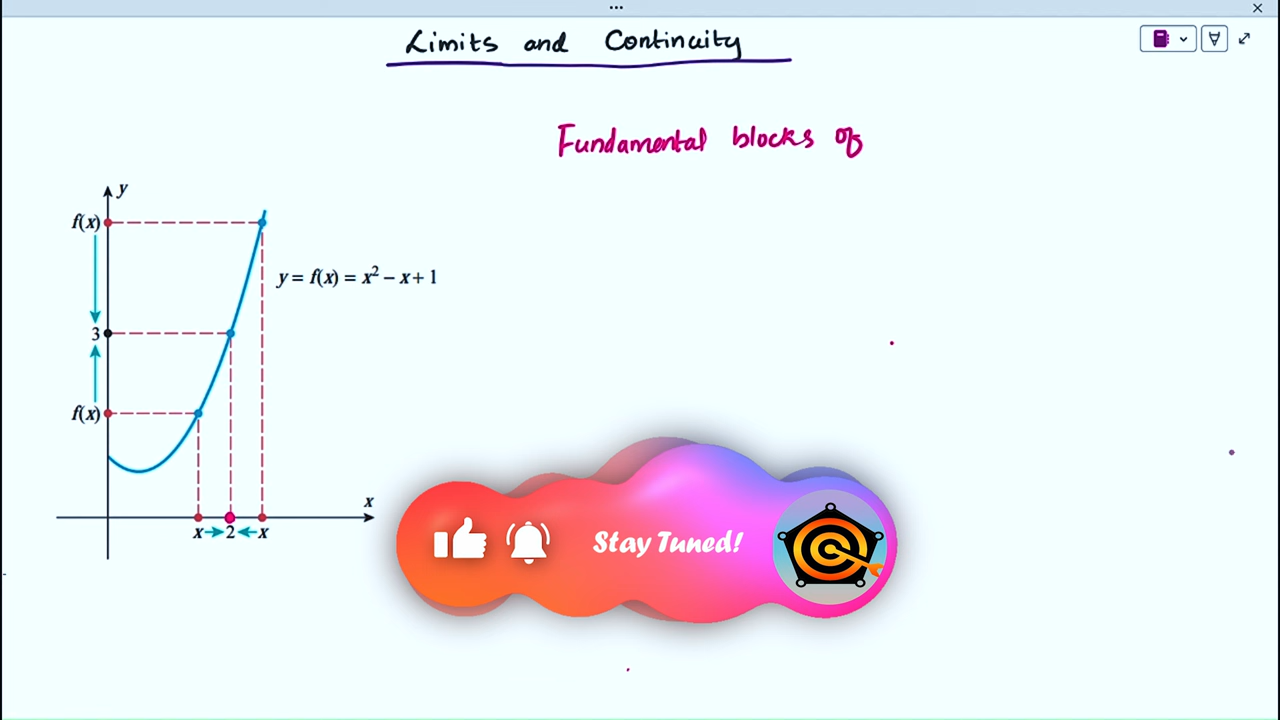 Limits and Continuity
Fundamental blocks of
y
f(x)
y = f(x) = x² − x + 1
3
f(x)
x
x 2 x
Stay Tuned!